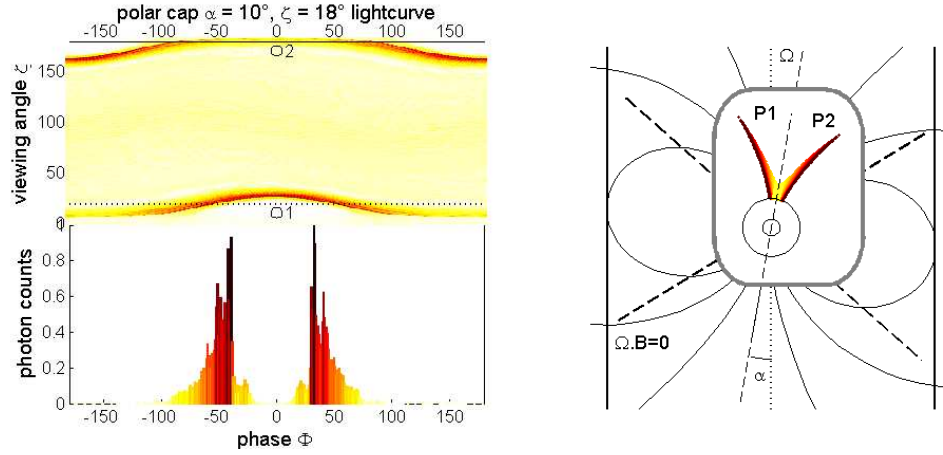 polar cap α = 10°, ζ = 18° lightcurve
-150 -100 -50 0 50 100 150
viewing angle ζ
150
100
50
0
O2
O1
photon counts
1
0.8
0.6
0.4
0.2
0
-150 -100 -50 0 50 100 150
phase Φ
Ω
P1
P2
Ω.B=0
α